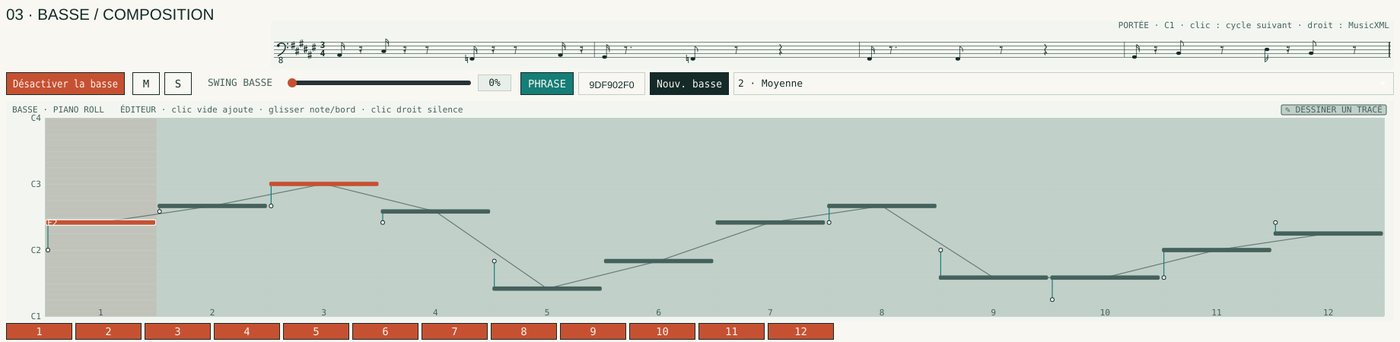 03 · BASSE / COMPOSITION
PORTÉE · C1 · clic : cycle suivant · droit : MusicXML
3
4
8
Désactiver la basse M S SWING BASSE 0% PHRASE 9DF902F0 Nouv. basse 2 · Moyenne
BASSE · PIANO ROLL ÉDITEUR · clic vide ajoute · glisser note/bord · clic droit silence ✎ DESSINER UN TRACÉ
C4
C3
C2
C1
1 2 3 4 5 6 7 8 9 10 11 12
1 2 3 4 5 6 7 8 9 10 11 12